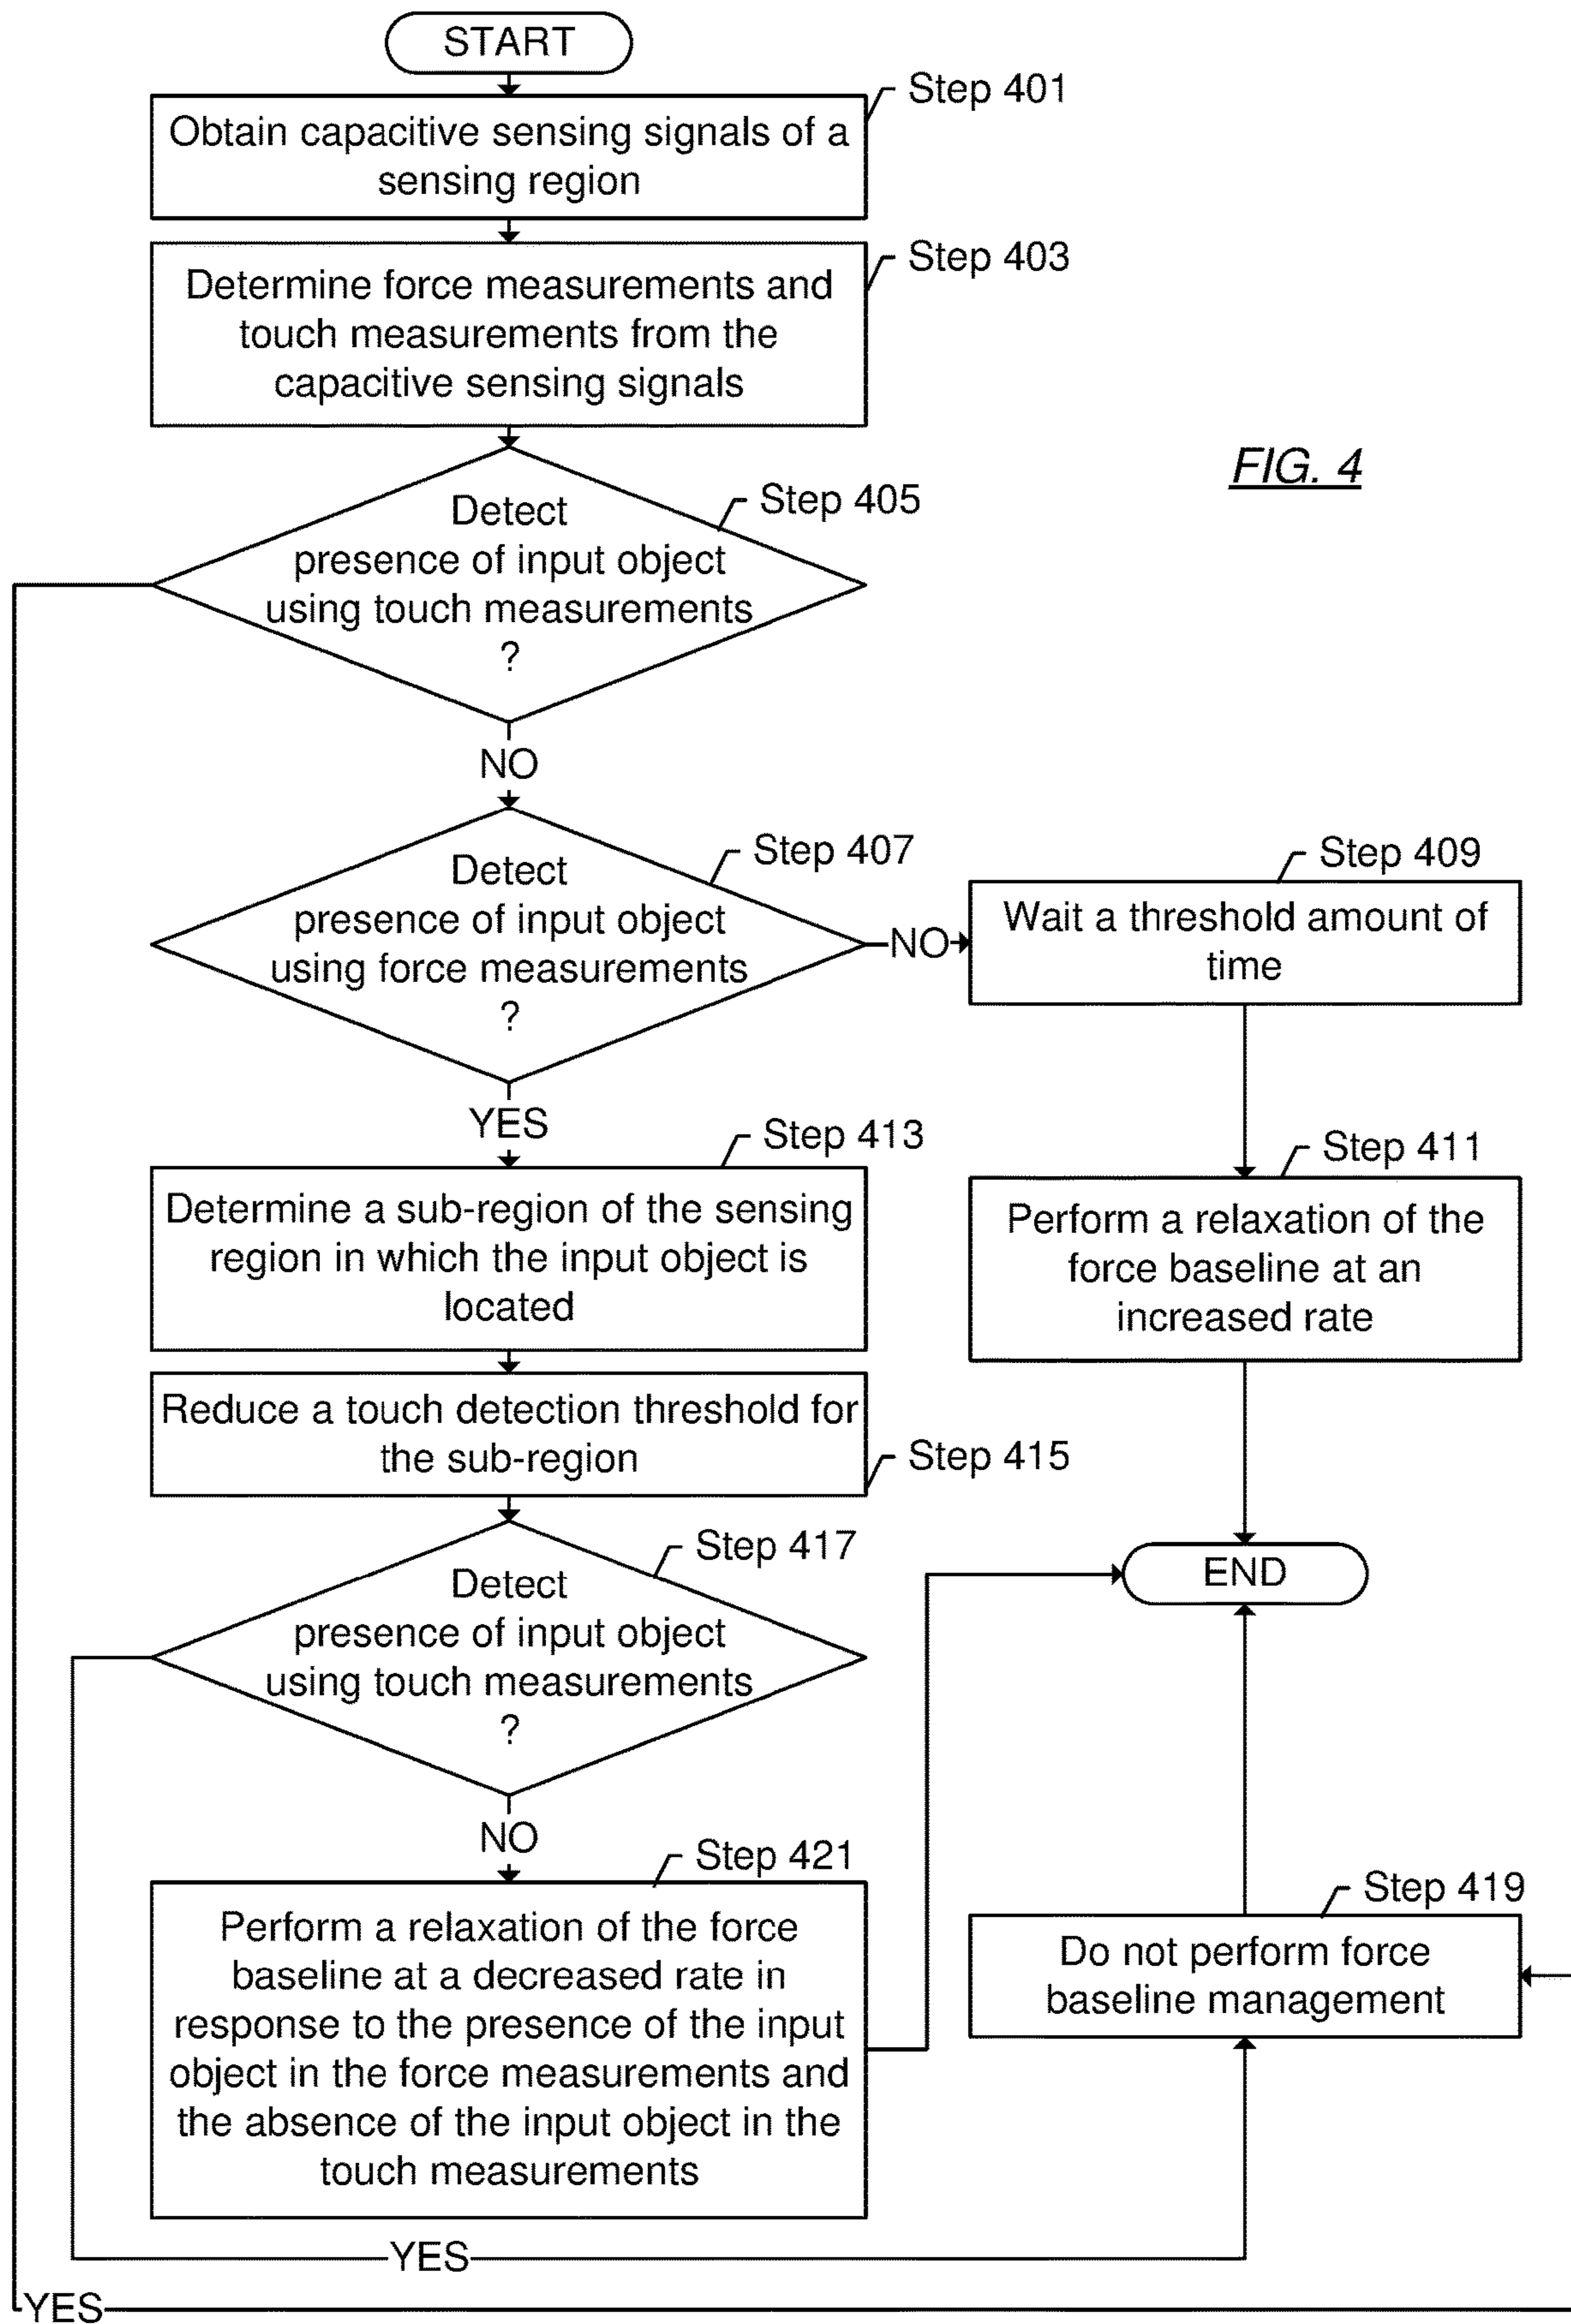 START
Step 401
Obtain capacitive sensing signals of a
sensing region
Step 403
Determine force measurements and
touch measurements from the
capacitive sensing signals
FIG. 4
Step 405
Detect
presence of input object
using touch measurements
?
NO
Step 407
Detect
presence of input object
using force measurements
?
NO
Step 409
Wait a threshold amount of
time
YES
Step 413
Determine a sub-region of the sensing
region in which the input object is
located
Step 411
Perform a relaxation of the
force baseline at an
increased rate
Reduce a touch detection threshold for
the sub-region
Step 415
Step 417
Detect
presence of input object
using touch measurements
?
END
NO
Step 421
Perform a relaxation of the force
baseline at a decreased rate in
response to the presence of the input
object in the force measurements and
the absence of the input object in the
touch measurements
Step 419
Do not perform force
baseline management
YES
YES